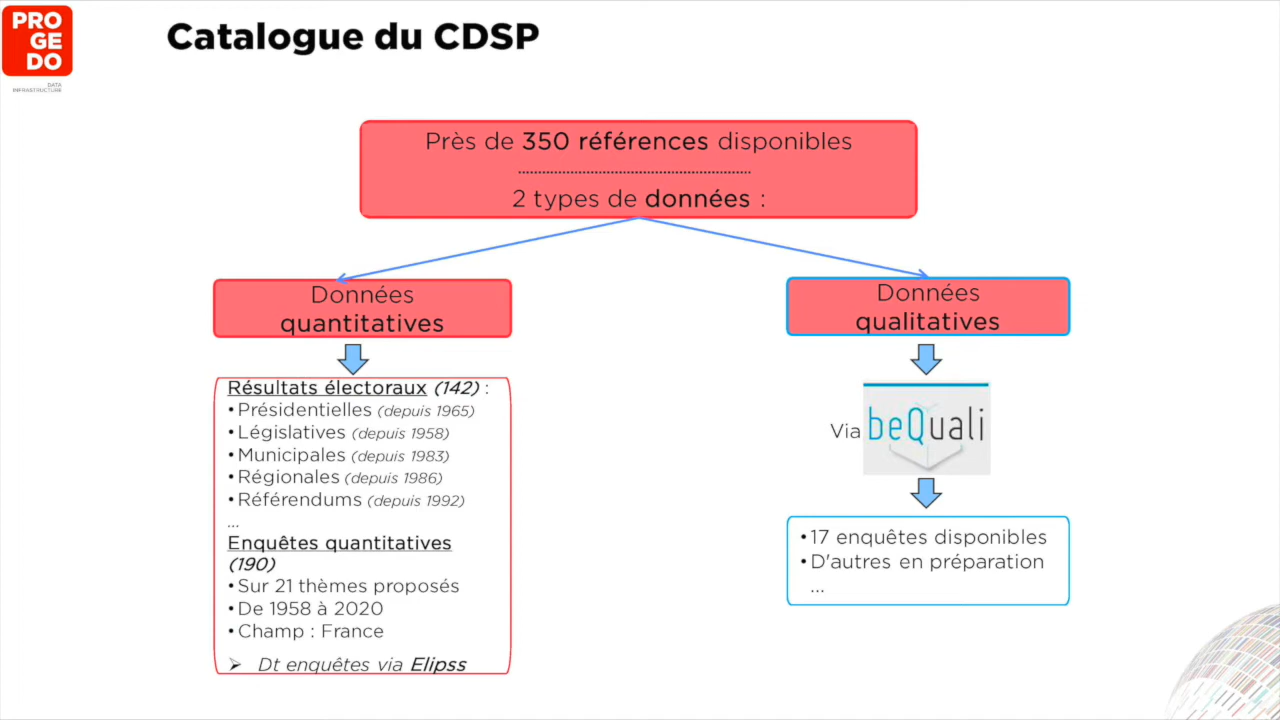 PRO
GE
DO
DATA
INFRASTRUCTURE
Catalogue du CDSP
Près de 350 références disponibles
2 types de données :
Données
quantitatives
Résultats électoraux (142) :
• Présidentielles (depuis 1965)
• Législatives (depuis 1958)
• Municipales (depuis 1983)
• Régionales (depuis 1986)
• Référendums (depuis 1992)
...
Enquêtes quantitatives
(190)
• Sur 21 thèmes proposés
• De 1958 à 2020
• Champ : France
➢ Dt enquêtes via Elipss
Données
qualitatives
Via beQuali
• 17 enquêtes disponibles
• D'autres en préparation
...